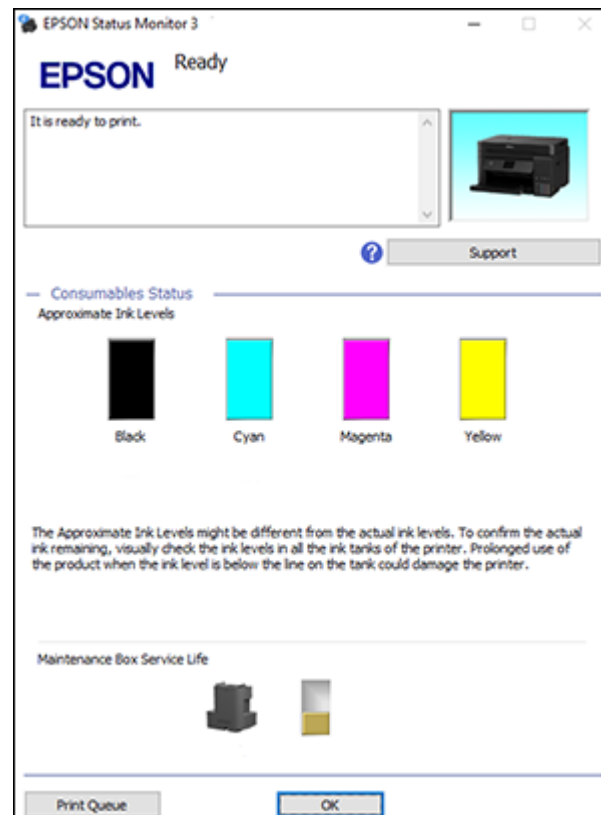 EPSON Status Monitor 3
EPSON
Ready
It is ready to print.
Support
Consumables Status
Approximate Ink Levels
Black Cyan Magenta Yellow
The Approximate Ink Levels might be different from the actual ink levels. To confirm the actual
ink remaining, visually check the ink levels in all the ink tanks of the printer. Prolonged use of
the product when the ink level is below the line on the tank could damage the printer.
Maintenance Box Service Life
Print Queue OK